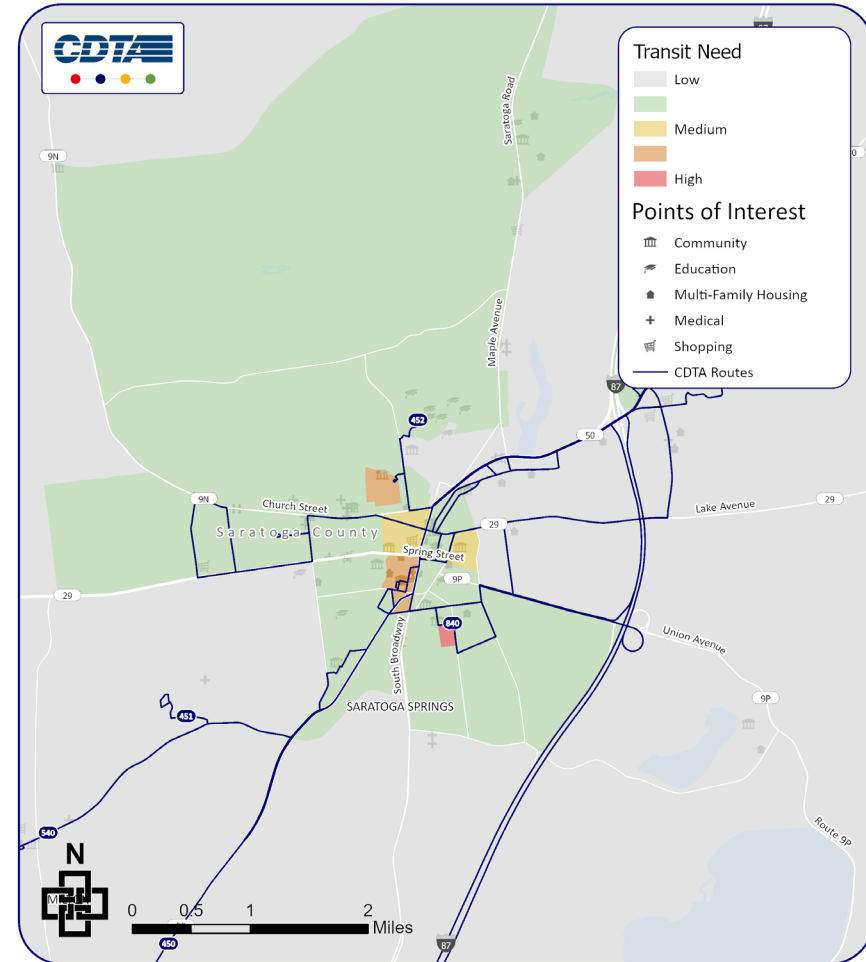 CDTA
87
Transit Need
Low
Medium
High
Points of Interest
Community
Education
Multi-Family Housing
Medical
Shopping
CDTA Routes
Saratoga Road
9N
Maple Avenue
87
452
50
9N
Church Street
Lake Avenue
29
29
Saratoga County
Spring Street
9P
29
840
South Broadway
Union Avenue
9P
SARATOGA SPRINGS
451
540
Route 9P
N
0 0.5 1 2
Miles
450
87